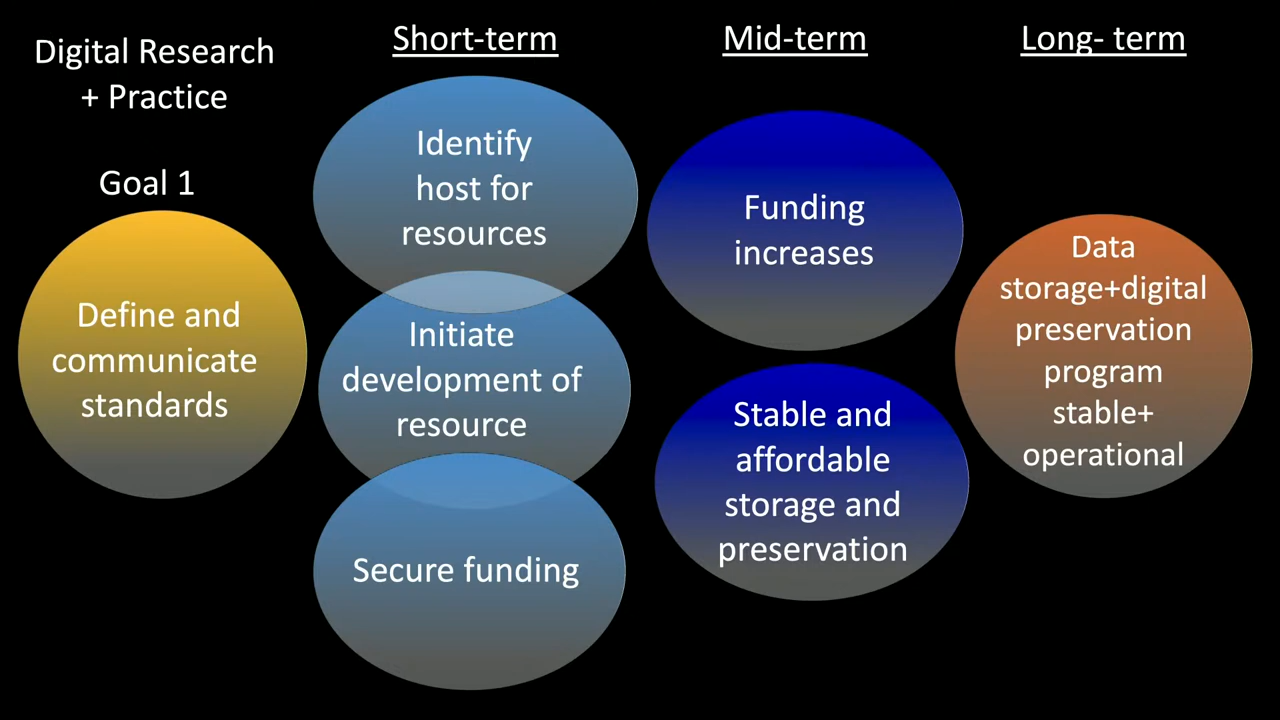 Digital Research
+ Practice
Goal 1
Define and
communicate
standards
Short-term
Identify
host for
resources
Initiate
development of
resource
Secure funding
Mid-term
Funding
increases
Stable and
affordable
storage and
preservation
Long- term
Data
storage+digital
preservation
program
stable+
operational